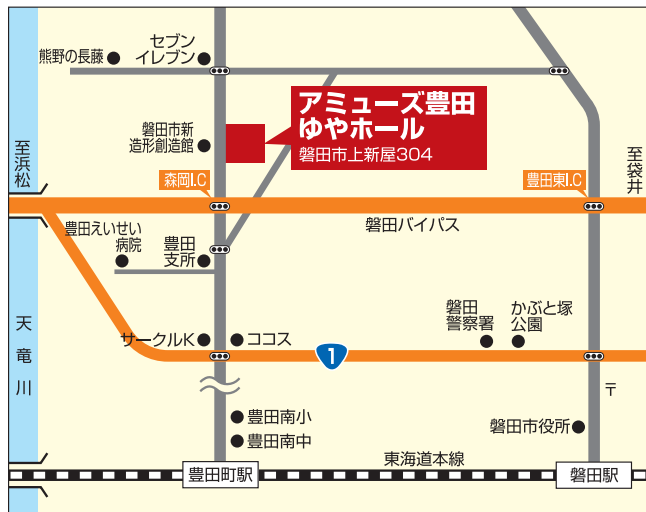 セブン
イレブン
熊野の長藤
アミューズ豊田
ゆやホール
磐田市上新屋304
磐田市新
造形創造館
至浜松
至袋井
森岡I.C
豊田東I.C
磐田バイパス
豊田えいせい
病院
豊田
支所
天竜川
磐田
警察署
かぶと塚
公園
サークルK
ココス
1
〒
豊田南小
豊田南中
磐田市役所
東海道本線
豊田町駅
磐田駅